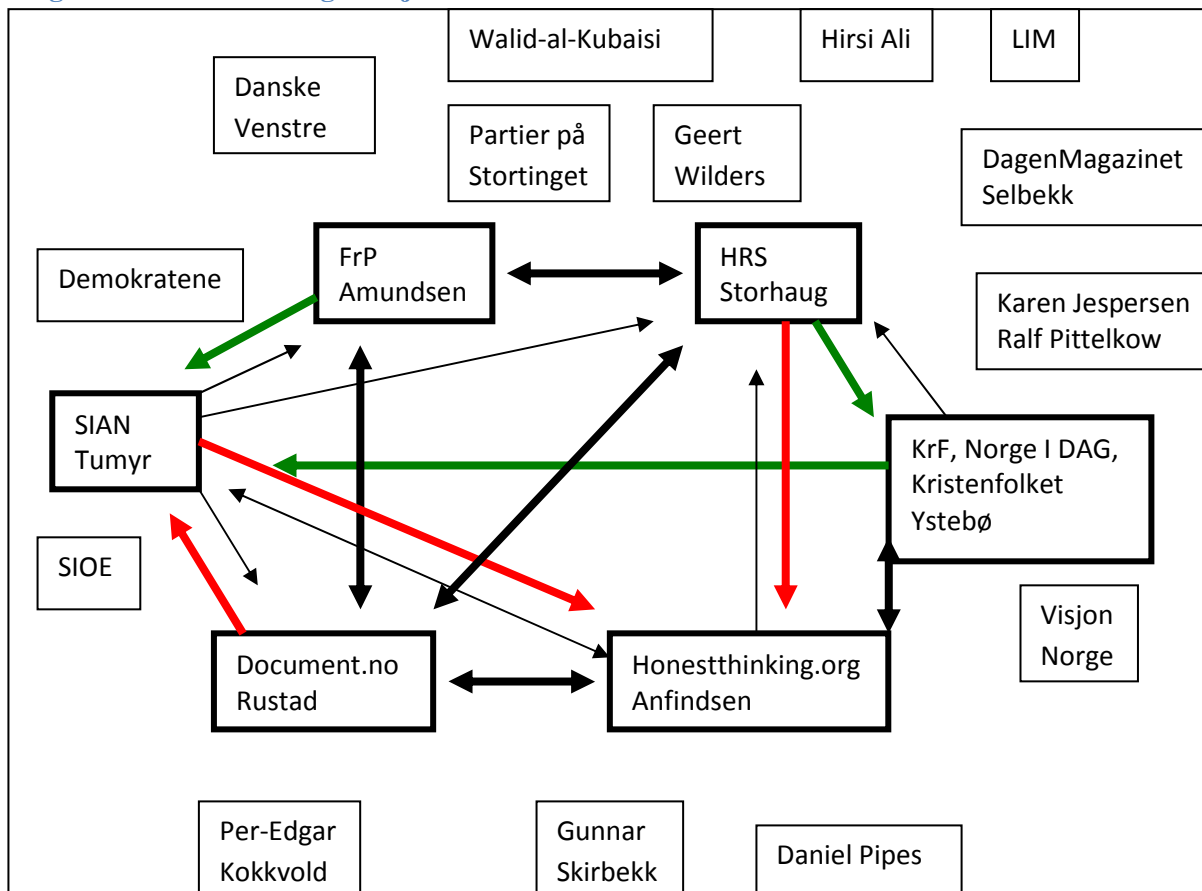 Walid-al-Kubaisi
Hirsi Ali
LIM
Danske
Venstre
Partier på
Stortinget
Geert
Wilders
DagenMagazinet
Selbekk
FrP
Amundsen
HRS
Storhaug
Demokratene
Karen Jespersen
Ralf Pittelkow
SIAN
Tumyr
KrF, Norge I DAG,
Kristenfolket
Ystebø
SIOE
Visjon
Norge
Document.no
Rustad
Honestthinking.org
Anfindsen
Per-Edgar
Kokkvold
Gunnar
Skirbekk
Daniel Pipes